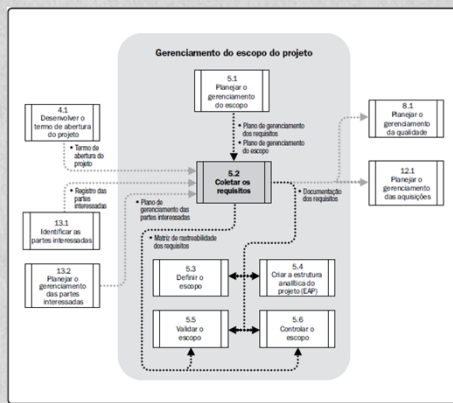 Gerenciamento do escopo do projeto
5.1
Planejar o
gerenciamento
do escopo
4.1
Desenvolver o
termo de abertura
do projeto
8.1
Planejar o
gerenciamento
da qualidade
• Plano de gerenciamento
dos requisitos
• Plano de gerenciamento
do escopo
• Termo de
abertura do
projeto
5.2
Coletar os
requisitos
12.1
Planejar o
gerenciamento
das aquisições
• Registro das
partes
interessadas
• Plano de
gerenciamento das
partes interessadas
• Documentação
dos requisitos
13.1
Identificar as
partes interessadas
• Matriz de rastreabilidade
dos requisitos
13.2
Planejar o
gerenciamento
das partes
interessadas
5.3
Definir o
escopo
5.4
Criar a estrutura
analítica do
projeto (EAP)
5.5
Validar o
escopo
5.6
Controlar o
escopo